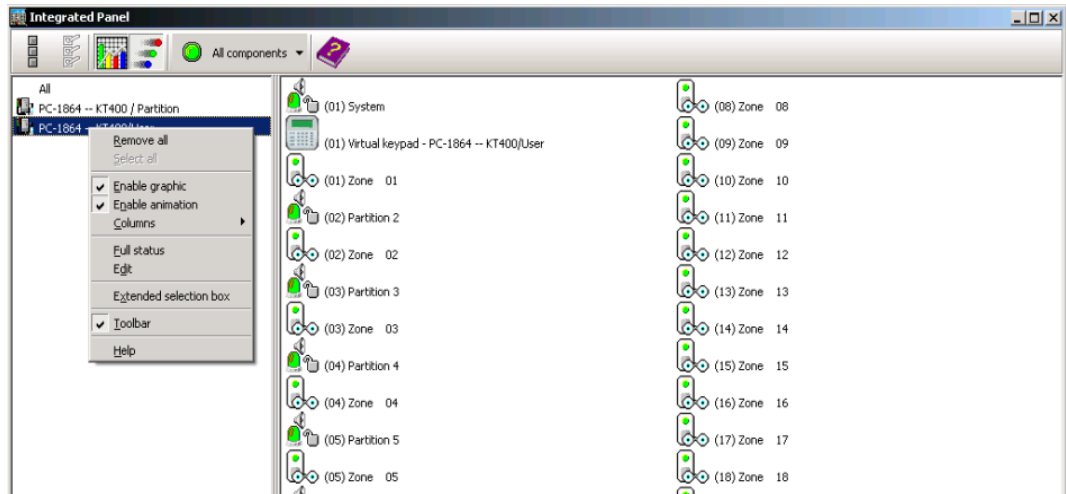 Integrated Panel
All components
All
PC-1864 -- KT400 / Partition
PC-1864 -- KT400/User
Remove all
Select all
Enable graphic
Enable animation
Columns
Full status
Edit
Extended selection box
Toolbar
Help
(01) System
(01) Virtual keypad - PC-1864 -- KT400/User
(01) Zone 01
(02) Partition 2
(02) Zone 02
(03) Partition 3
(03) Zone 03
(04) Partition 4
(04) Zone 04
(05) Partition 5
(05) Zone 05
(08) Zone 08
(09) Zone 09
(10) Zone 10
(11) Zone 11
(12) Zone 12
(13) Zone 13
(14) Zone 14
(15) Zone 15
(16) Zone 16
(17) Zone 17
(18) Zone 18